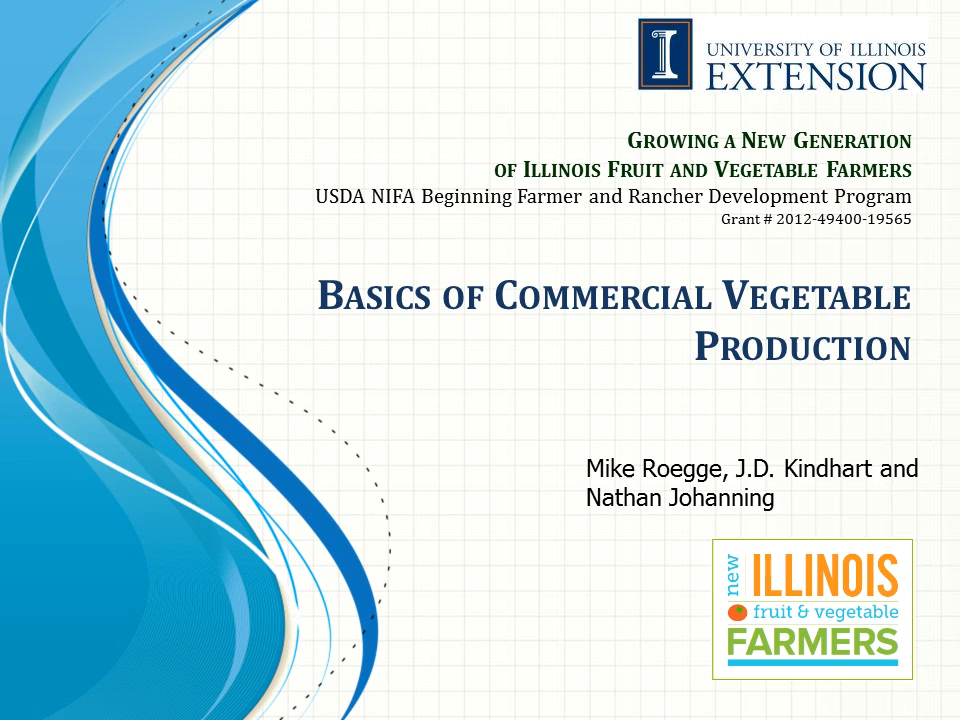 I
UNIVERSITY OF ILLINOIS
EXTENSION
GROWING A NEW GENERATION
OF ILLINOIS FRUIT AND VEGETABLE FARMERS
USDA NIFA Beginning Farmer and Rancher Development Program
Grant # 2012-49400-19565
BASICS OF COMMERCIAL VEGETABLE
PRODUCTION
Mike Roegge, J.D. Kindhart and
Nathan Johanning
new ILLINOIS
fruit & vegetable
FARMERS